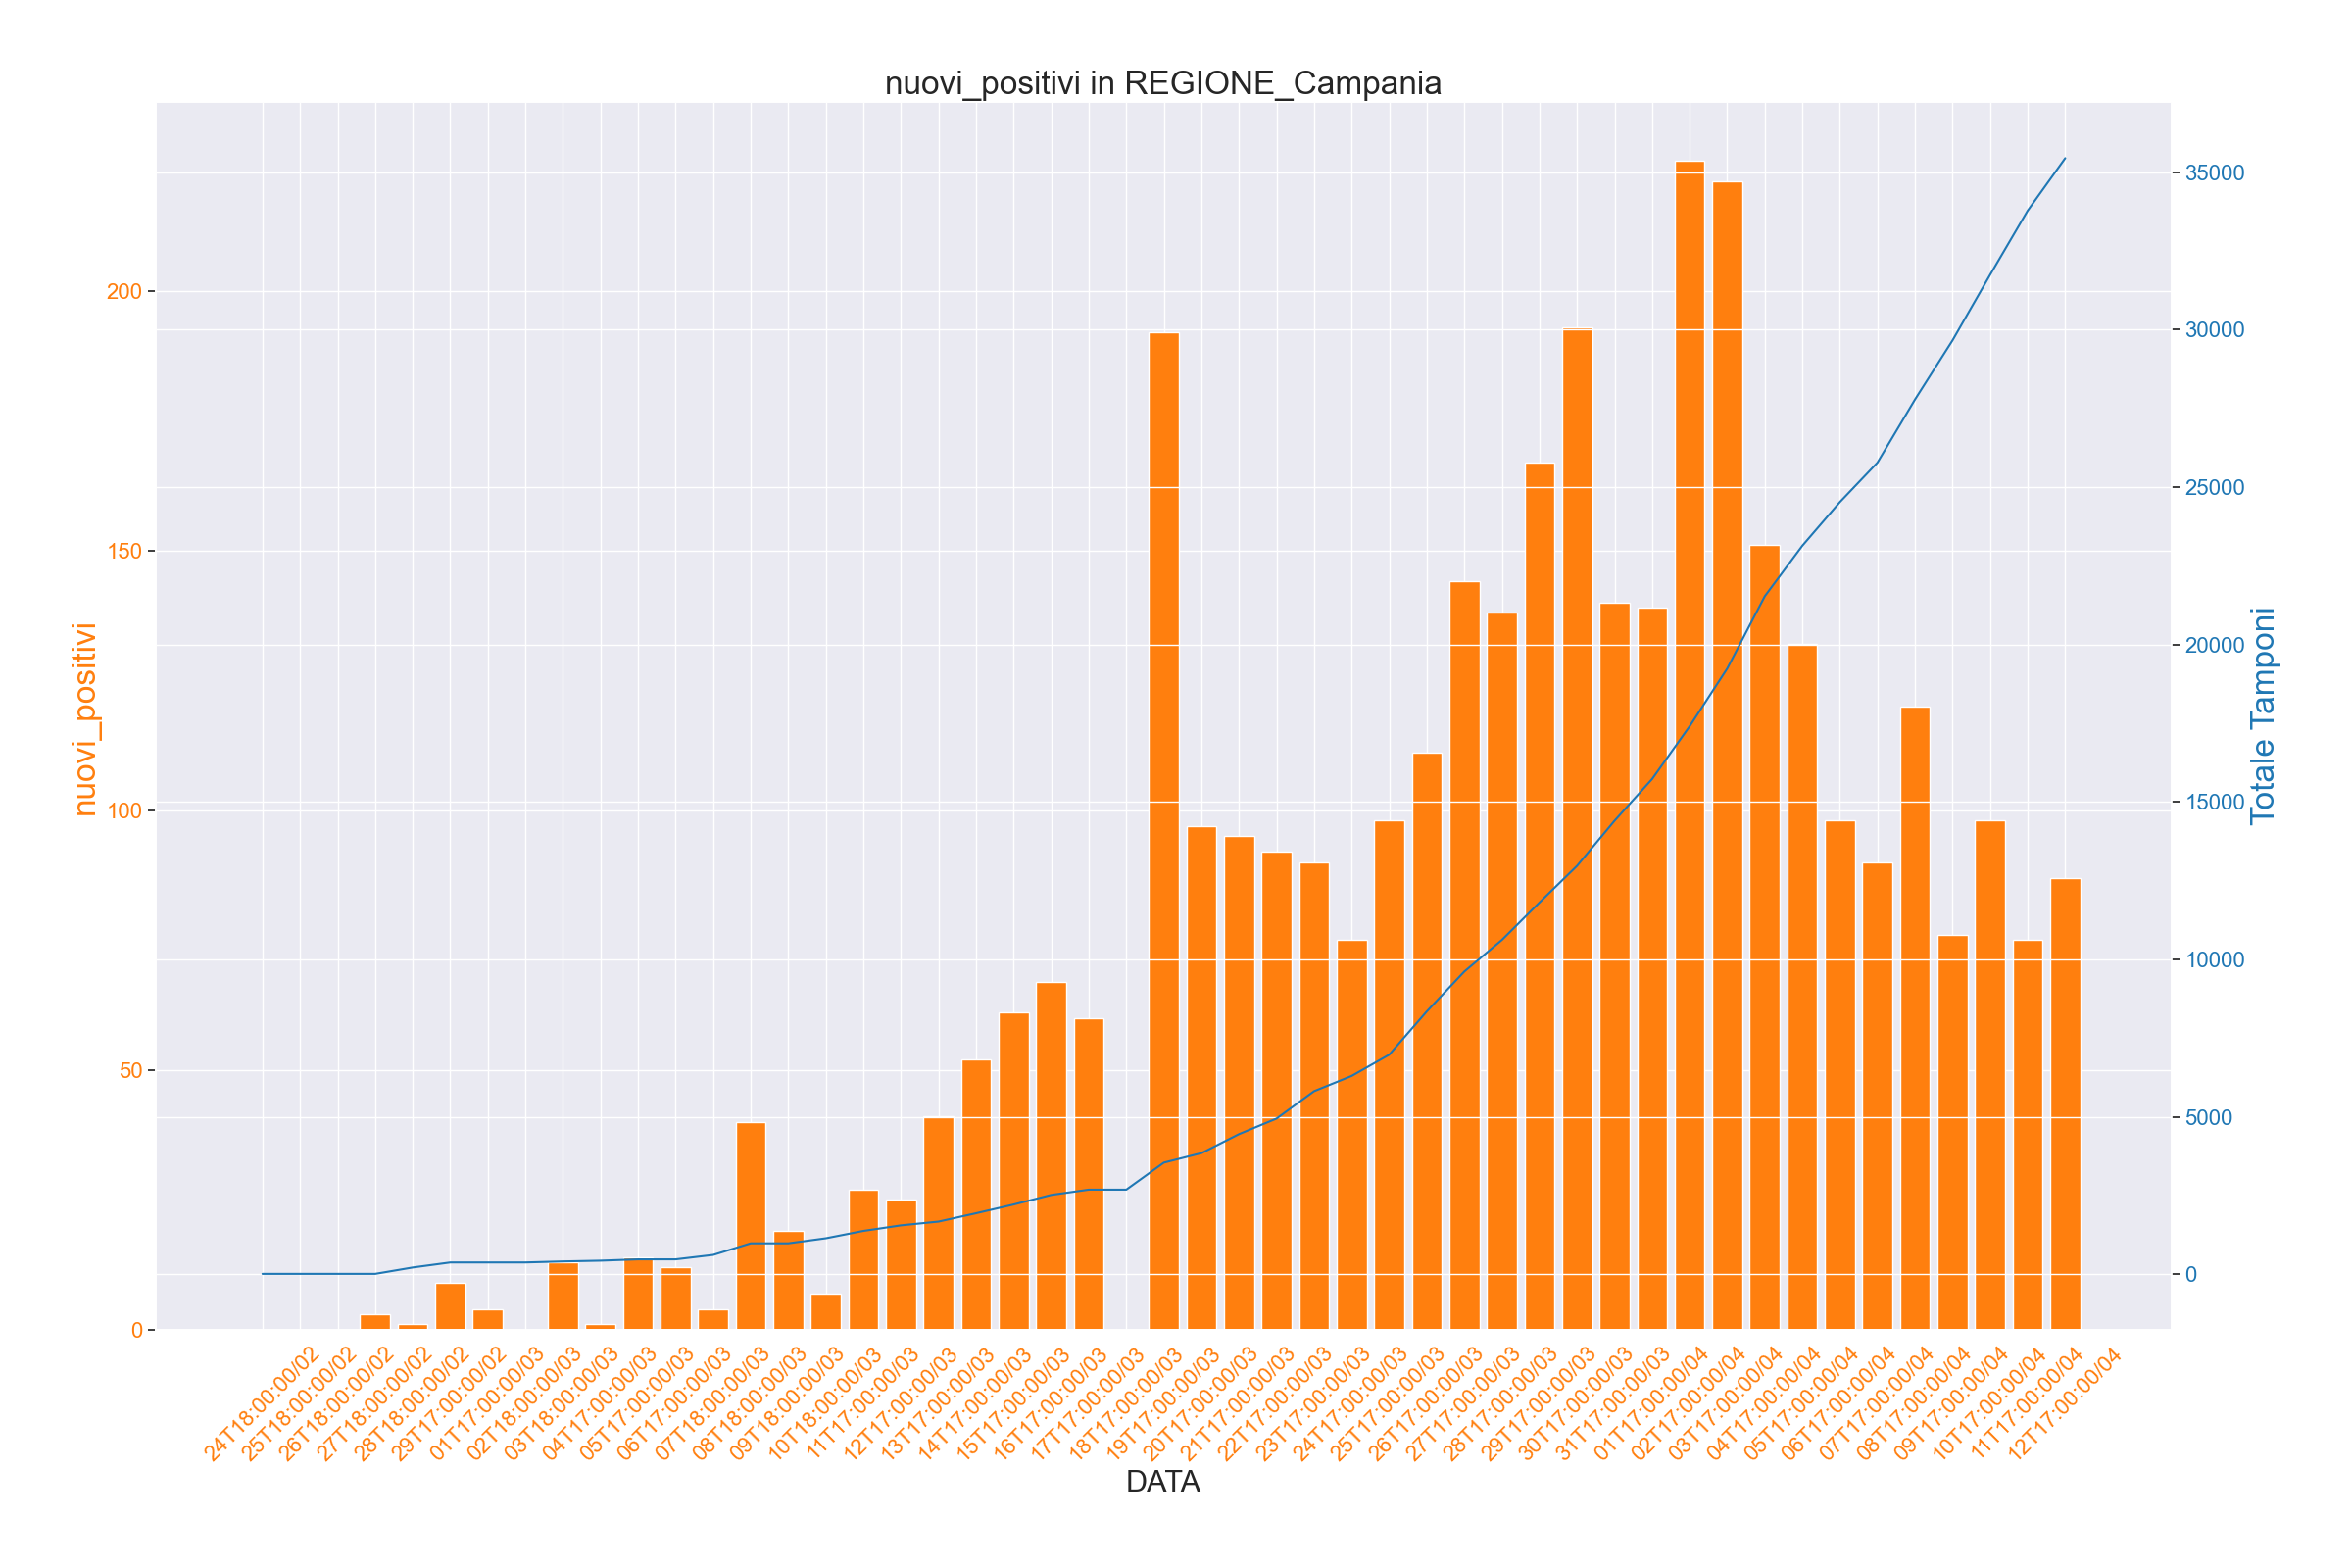 nuovi_positivi in REGIONE_Campania
nuovi_positivi
200
150
100
50
0
35000
30000
25000
20000
15000
10000
5000
0
Totale Tamponi
24T18:00:00/02
25T18:00:00/02
26T18:00:00/02
27T18:00:00/02
28T18:00:00/02
29T17:00:00/02
01T17:00:00/03
02T18:00:00/03
03T18:00:00/03
04T17:00:00/03
05T17:00:00/03
06T17:00:00/03
07T18:00:00/03
08T18:00:00/03
09T18:00:00/03
10T18:00:00/03
11T17:00:00/03
12T17:00:00/03
13T17:00:00/03
14T17:00:00/03
15T17:00:00/03
16T17:00:00/03
17T17:00:00/03
18T17:00:00/03
19T17:00:00/03
20T17:00:00/03
21T17:00:00/03
22T17:00:00/03
23T17:00:00/03
24T17:00:00/03
25T17:00:00/03
26T17:00:00/03
27T17:00:00/03
28T17:00:00/03
29T17:00:00/03
30T17:00:00/03
31T17:00:00/03
01T17:00:00/04
02T17:00:00/04
03T17:00:00/04
04T17:00:00/04
05T17:00:00/04
06T17:00:00/04
07T17:00:00/04
08T17:00:00/04
09T17:00:00/04
10T17:00:00/04
11T17:00:00/04
12T17:00:00/04
DATA